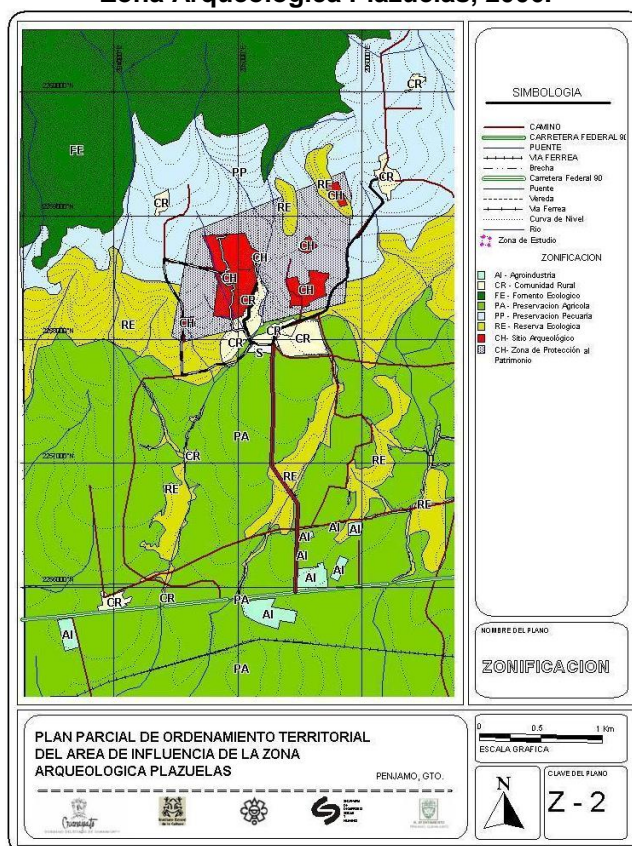 Zona Arqueológica Plazuelas, 2006.
FE
CR
PP
CR
CR
RE
RE
CH
CH
CH
CH
CH
CR
RE
CH
CR
CR
CR
S
PA
CR
RE
RE
RE
RE
AI
AI
AI
AI
AI
AI
CR
CR
PA
AI
AI
PA
SIMBOLOGIA
CAMINO
CARRETERA FEDERAL 90
PUENTE
VIA FERREA
Brecha
Carretera Federal 90
Puente
Vereda
Via Ferrea
Curva de Nivel
Rio
Zona de Estudio
ZONIFICACION
AI - Agroindustria
CR - Comunidad Rural
FE - Fomento Ecologico
PA - Preservacion Agricola
PP - Preservacion Pecuaria
RE - Reserva Ecologica
CH - Sitio Arqueológico
CH- Zona de Protección al
Patrimonio
NOMBRE DEL PLANO
ZONIFICACION
PLAN PARCIAL DE ORDENAMIENTO TERRITORIAL
DEL AREA DE INFLUENCIA DE LA ZONA
ARQUEOLOGICA PLAZUELAS
PENJAMO, GTO.
Guanajuato
0 0.5 1 Km
ESCALA GRAFICA
N
CLAVE DEL PLANO
Z - 2